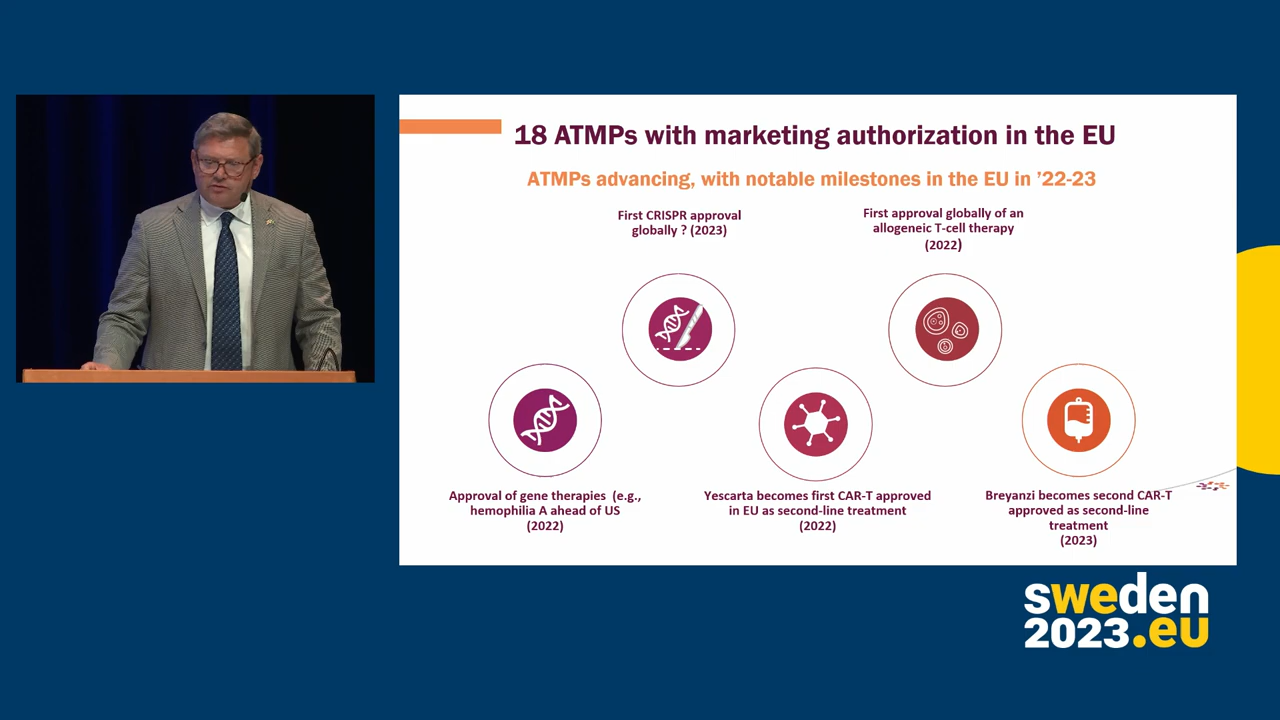 18 ATMPs with marketing authorization in the EU
ATMPs advancing, with notable milestones in the EU in ’22-23
First CRISPR approval
globally ? (2023)
First approval globally of an
allogeneic T-cell therapy
(2022)
Approval of gene therapies (e.g.,
hemophilia A ahead of US
(2022)
Yescarta becomes first CAR-T approved
in EU as second-line treatment
(2022)
Breyanzi becomes second CAR-T
approved as second-line
treatment
(2023)
sweden
2023.eu